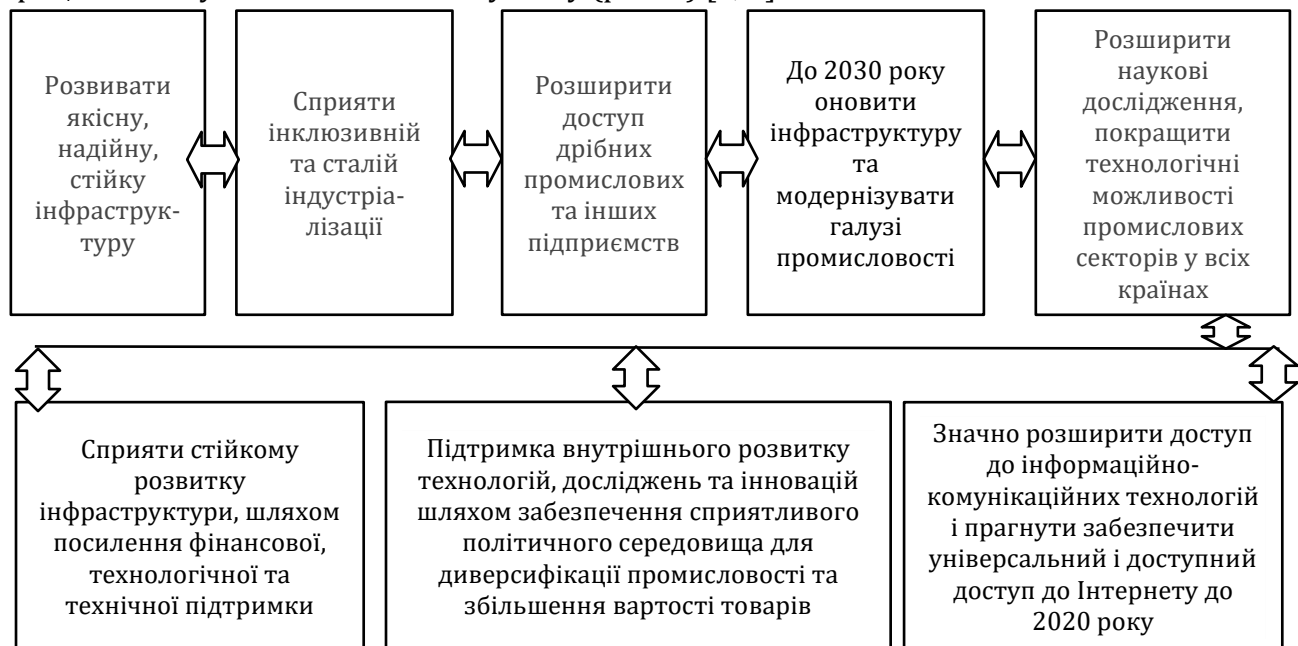 Розвивати
якісну,
надійну,
стійку
інфраструк-
туру
Сприяти
інклюзивній
та сталій
індустріа-
лізації
Розширити
доступ
дрібних
промислових
та інших
підприємств
До 2030 року
оновити
інфраструктуру
та
модернізувати
галузі
промисловості
Розширити
наукові
дослідження,
покращити
технологічні
можливості
промислових
секторів у всіх
країнах
Сприяти стійкому
розвитку
інфраструктури, шляхом
посилення фінансової,
технологічної та
технічної підтримки
Підтримка внутрішнього розвитку
технологій, досліджень та інновацій
шляхом забезпечення сприятливого
політичного середовища для
диверсифікації промисловості та
збільшення вартості товарів
Значно розширити доступ
до інформаційно-
комунікаційних технологій
і прагнути забезпечити
універсальний і доступний
доступ до Інтернету до
2020 року